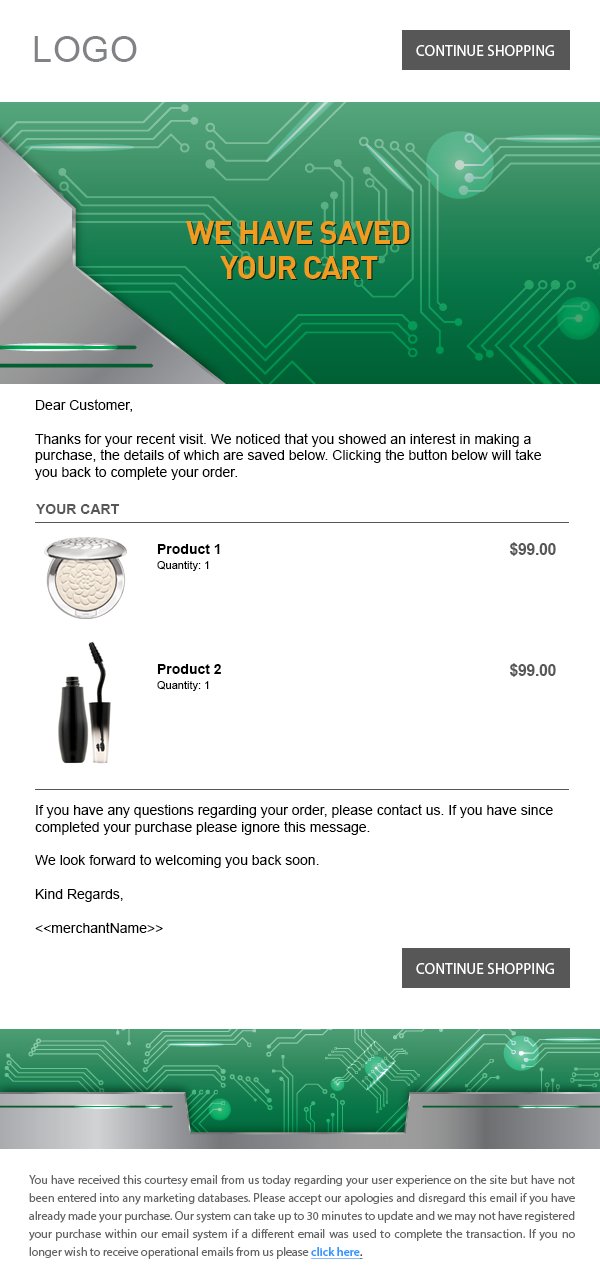 LOGO
CONTINUE SHOPPING
WE HAVE SAVED
YOUR CART
Dear Customer,
Thanks for your recent visit. We noticed that you showed an interest in making a
purchase, the details of which are saved below. Clicking the button below will take
you back to complete your order.
YOUR CART
Product 1
$99.00
Quantity: 1
Product 2
$99.00
Quantity: 1
If you have any questions regarding your order, please contact us. If you have since
completed your purchase please ignore this message.
We look forward to welcoming you back soon.
Kind Regards,
<<merchantName>>
CONTINUE SHOPPING
You have received this courtesy email from us today regarding your user experience on the site but have not
been entered into any marketing databases. Please accept our apologies and disregard this email if you have
already made your purchase. Our system can take up to 30 minutes to update and we may not have registered
your purchase within our email system if a different email was used to complete the transaction. If you no
longer wish to receive operational emails from us please click here.